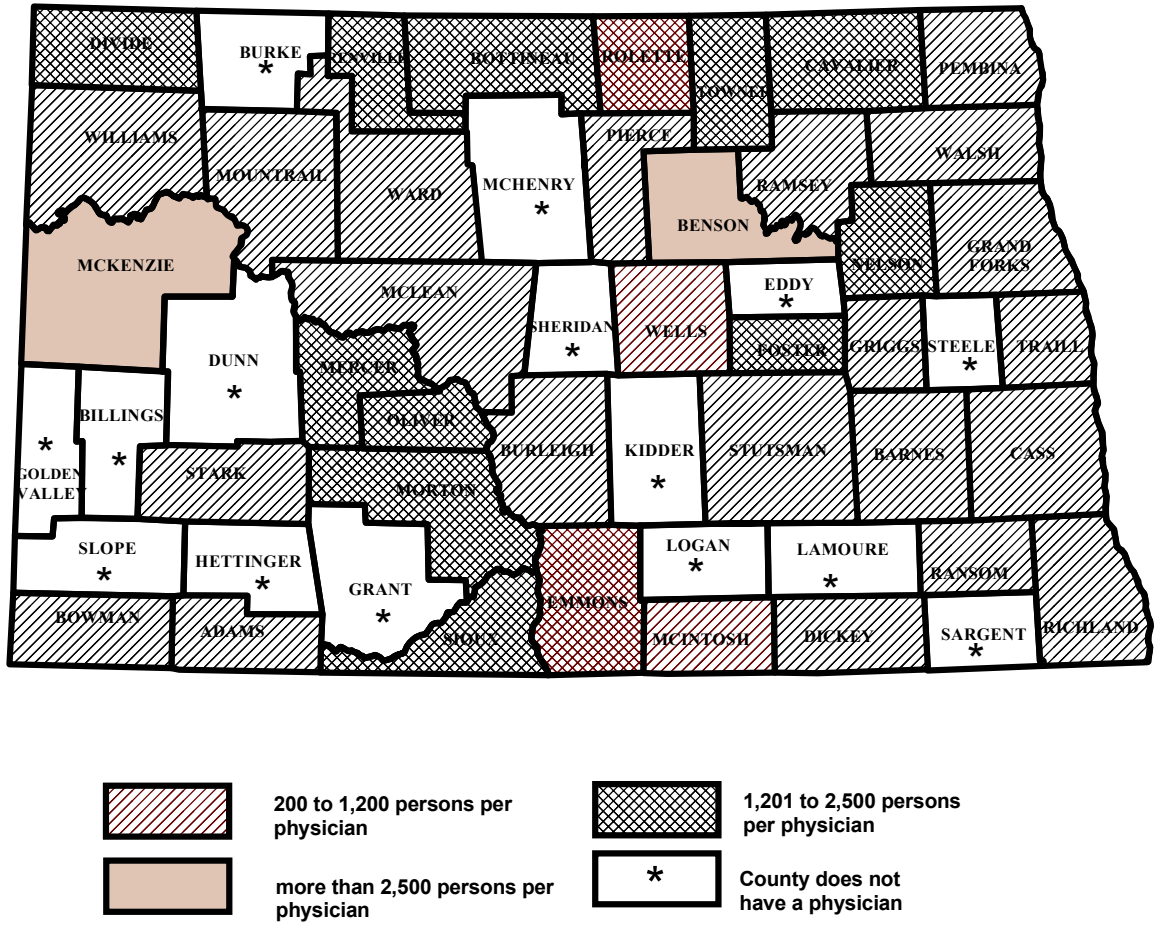 DIVIDE
BURKE
*
RENVILLE
BOTTINEAU
ROLETTE
TOWNER
CAVALIER
PEMBINA
WILLIAMS
MOUNTRAIL
WARD
MCHENRY
*
PIERCE
BENSON
RAMSEY
WALSH
NELSON
GRAND
FORKS
MCKENZIE
DUNN
*
MCLEAN
SHERIDAN
*
WELLS
EDDY
*
FOSTER
GRIGGS
STEELE
*
TRAILL
MERCER
OLIVER
GOLDEN
VALLEY
*
BILLINGS
*
STARK
MORTON
BURLEIGH
KIDDER
*
STUTSMAN
BARNES
CASS
SLOPE
*
HETTINGER
*
GRANT
*
LOGAN
*
LAMOURE
*
RANSOM
BOWMAN
ADAMS
SIOUX
EMMONS
MCINTOSH
DICKEY
SARGENT
*
RICHLAND
200 to 1,200 persons per
physician
1,201 to 2,500 persons
per physician
more than 2,500 persons per
physician
*
County does not
have a physician